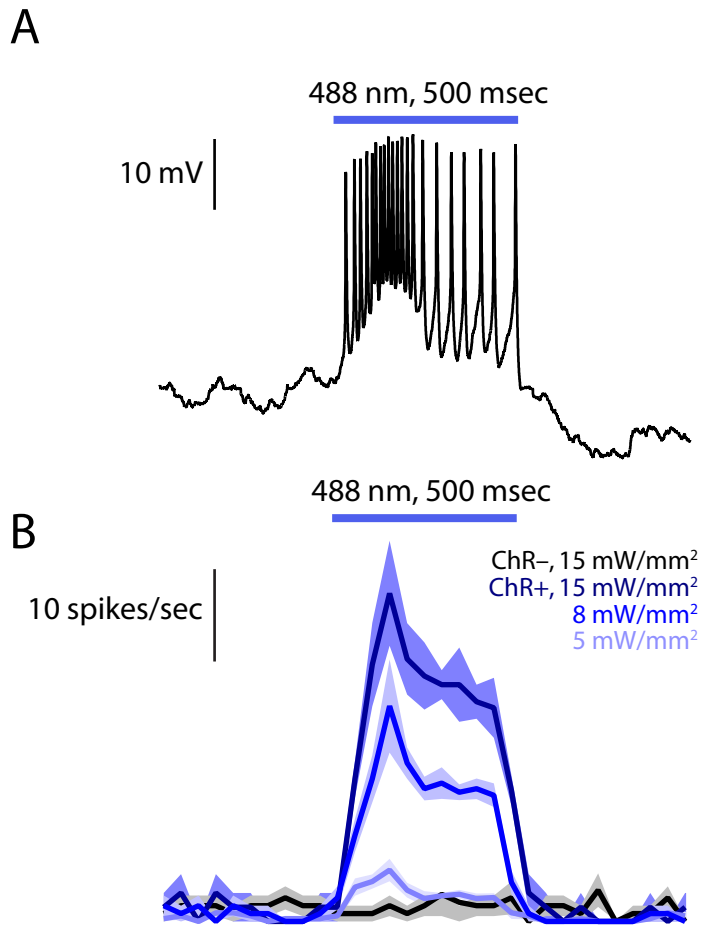 A
488 nm, 500 msec
10 mV
488 nm, 500 msec
B
ChR–, 15 mW/mm²
ChR+, 15 mW/mm²
8 mW/mm²
5 mW/mm²
10 spikes/sec